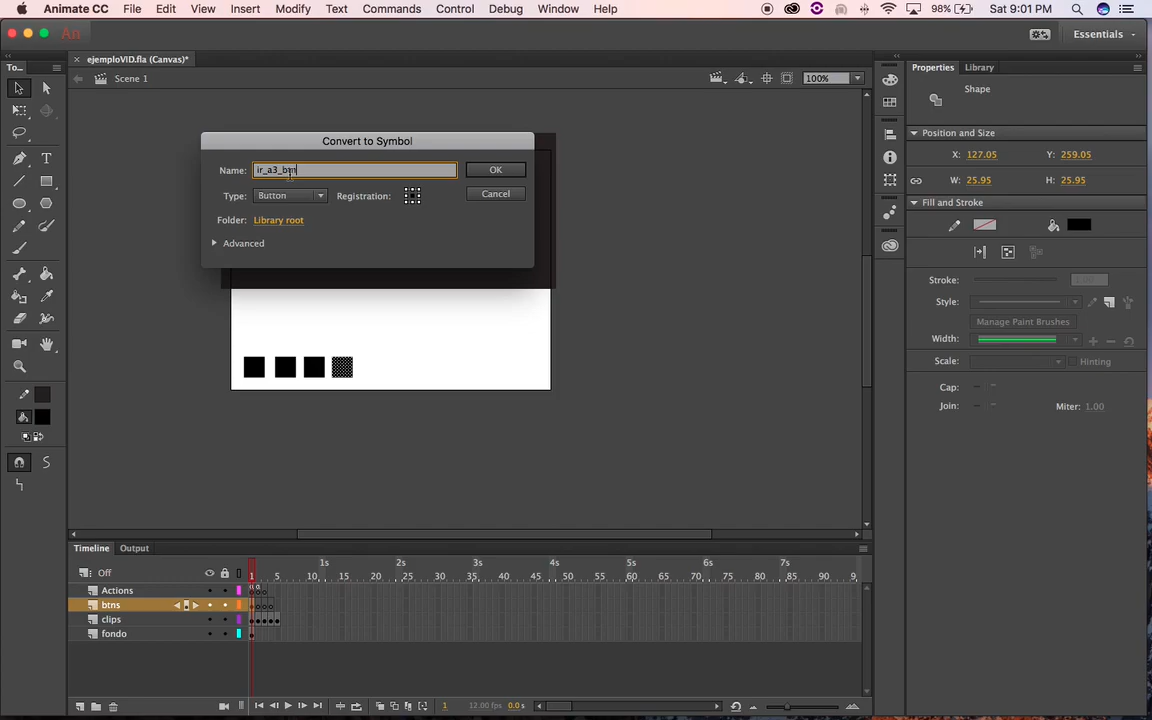 Animate CC File Edit View Insert Modify Text Commands Control Debug Window Help 98% Sat 9:01 PM
An Essentials
To... × ejemploVID.fla (Canvas)* Properties Library
Scene 1 100%
Shape
Convert to Symbol
Position and Size
Name: ir_a3_btn OK
X: 127.05 Y: 259.05
W: 25.95 H: 25.95
Type: Button Registration: Cancel
Fill and Stroke
Folder: Library root
Advanced
Stroke:
Style:
Manage Paint Brushes
Width:
Scale: Hinting
Cap:
Join: Miter: 1.00
Timeline Output
Off 1s 2s 3s 4s 5s 6s 7s
1 5 10 15 20 25 30 35 40 45 50 55 60 65 70 75 80 85 90 9
Actions
btns
clips
fondo
1 12.00 fps 0.0 s